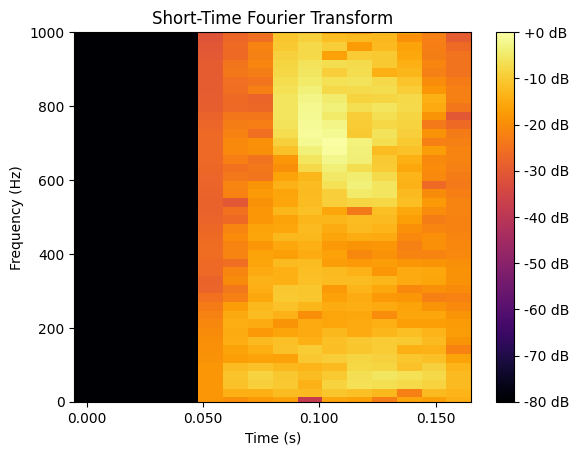 Short-Time Fourier Transform
Frequency (Hz)
1000
800
600
400
200
0
0.000
0.050
0.100
0.150
Time (s)
+0 dB
-10 dB
-20 dB
-30 dB
-40 dB
-50 dB
-60 dB
-70 dB
-80 dB